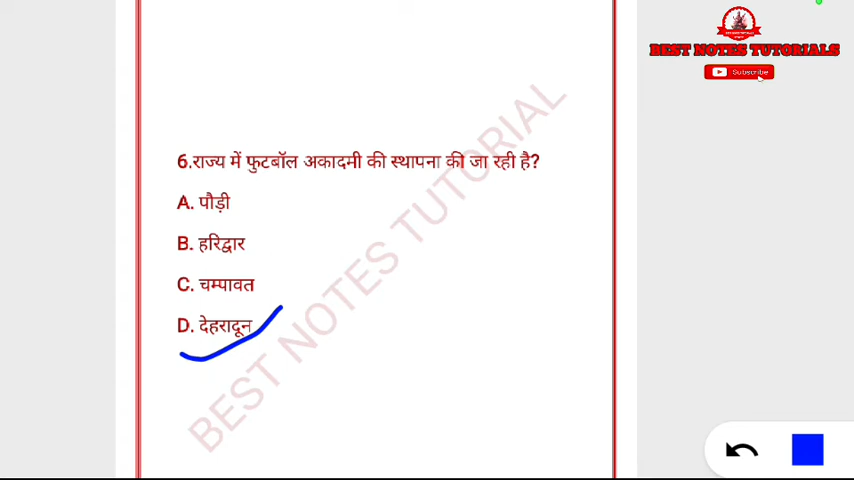 BEST NOTES TUTORIALS
Subscribe
6.राज्य में फुटबॉल अकादमी की स्थापना की जा रही है?
A. पौड़ी
B. हरिद्वार
C. चम्पावत
D. देहरादून
BEST NOTES TUTORIAL